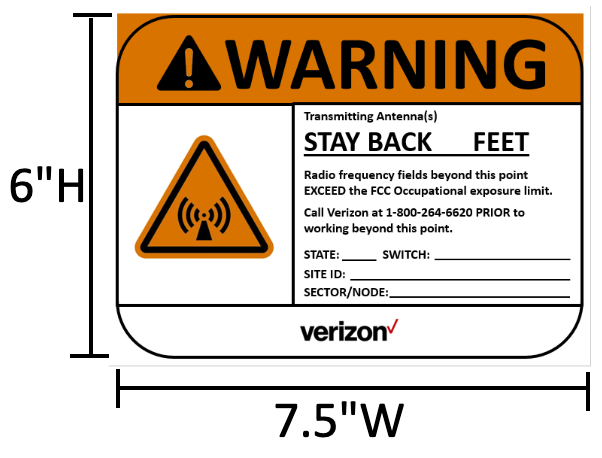 WARNING
Transmitting Antenna(s)
STAY BACK ___ FEET
Radio frequency fields beyond this point
EXCEED the FCC Occupational exposure limit.
Call Verizon at 1-800-264-6620 PRIOR to
working beyond this point.
STATE: _____ SWITCH: ____________________
SITE ID: ________________________________
SECTOR/NODE:___________________________
verizon✓
6"H
7.5"W